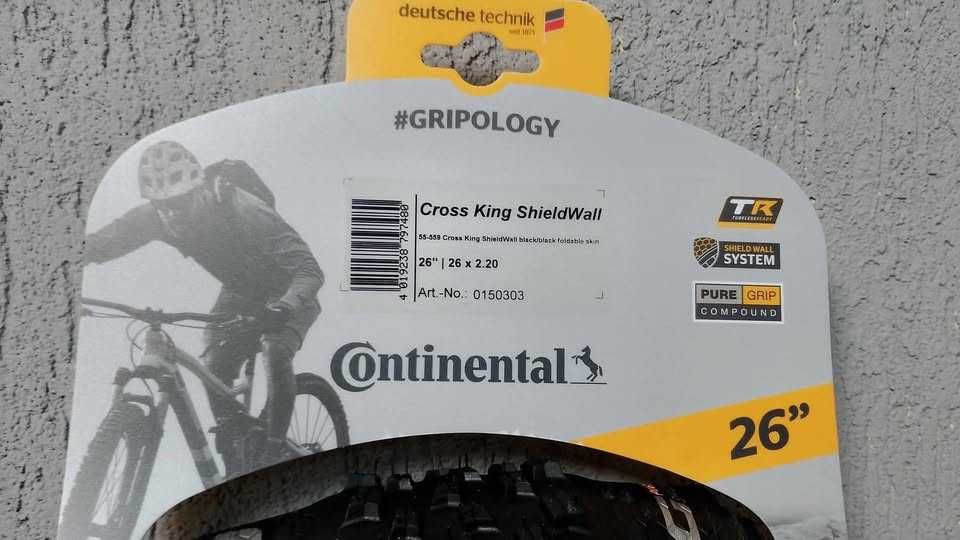 deutsche technik
seit 1871
#GRIPOLOGY
4 019238 797480
Cross King ShieldWall
55-559 Cross King ShieldWall black/black foldable skin
26" | 26 x 2.20
Art.-No.: 0150303
TR
TUBELESS READY
SHIELD WALL
SYSTEM
PURE GRIP
COMPOUND
Continental
26”